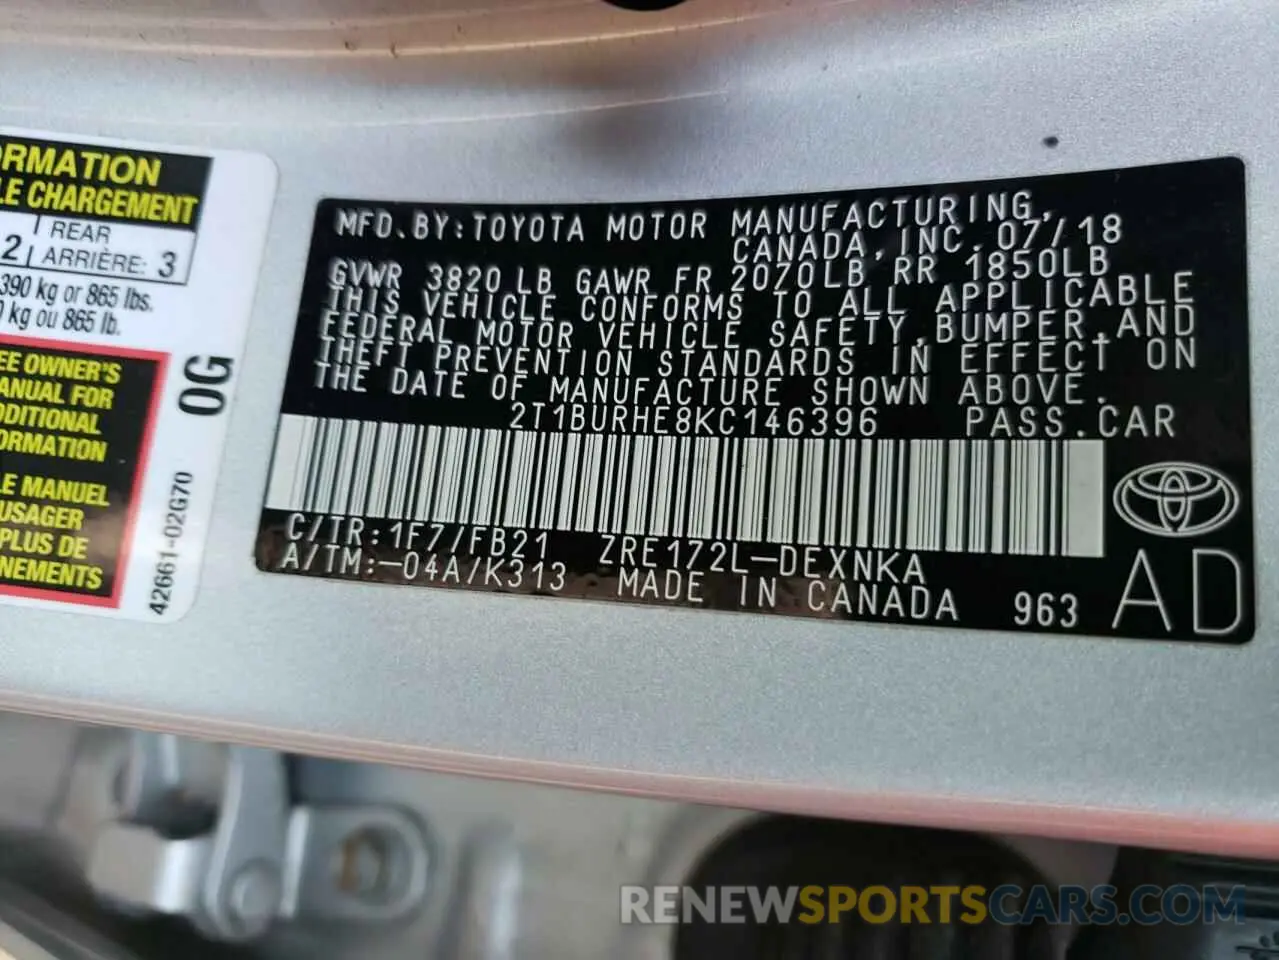 ORMATION
LE CHARGEMENT
2 REAR
ARRIÈRE: 3
390 kg or 865 lbs.
kg ou 865 lb.
EE OWNER'S
ANUAL FOR
DDITIONAL
ORMATION
LE MANUEL
USAGER
PLUS DE
NEMENTS
0G
42661-02G70
MFD. BY: TOYOTA MOTOR MANUFACTURING,
CANADA, INC. 07/18
GVWR 3820 LB GAWR FR 2070LB RR 1850LB
THIS VEHICLE CONFORMS TO ALL APPLICABLE
FEDERAL MOTOR VEHICLE SAFETY, BUMPER, AND
THEFT PREVENTION STANDARDS IN EFFECT ON
THE DATE OF MANUFACTURE SHOWN ABOVE.
2T1BURHE8KC146396 PASS. CAR
C/TR: 1F7/FB21 ZRE172L-DEXNKA
A/TM: -04A/K313 MADE IN CANADA 963
AD
RENEWSPORTSCARS.COM